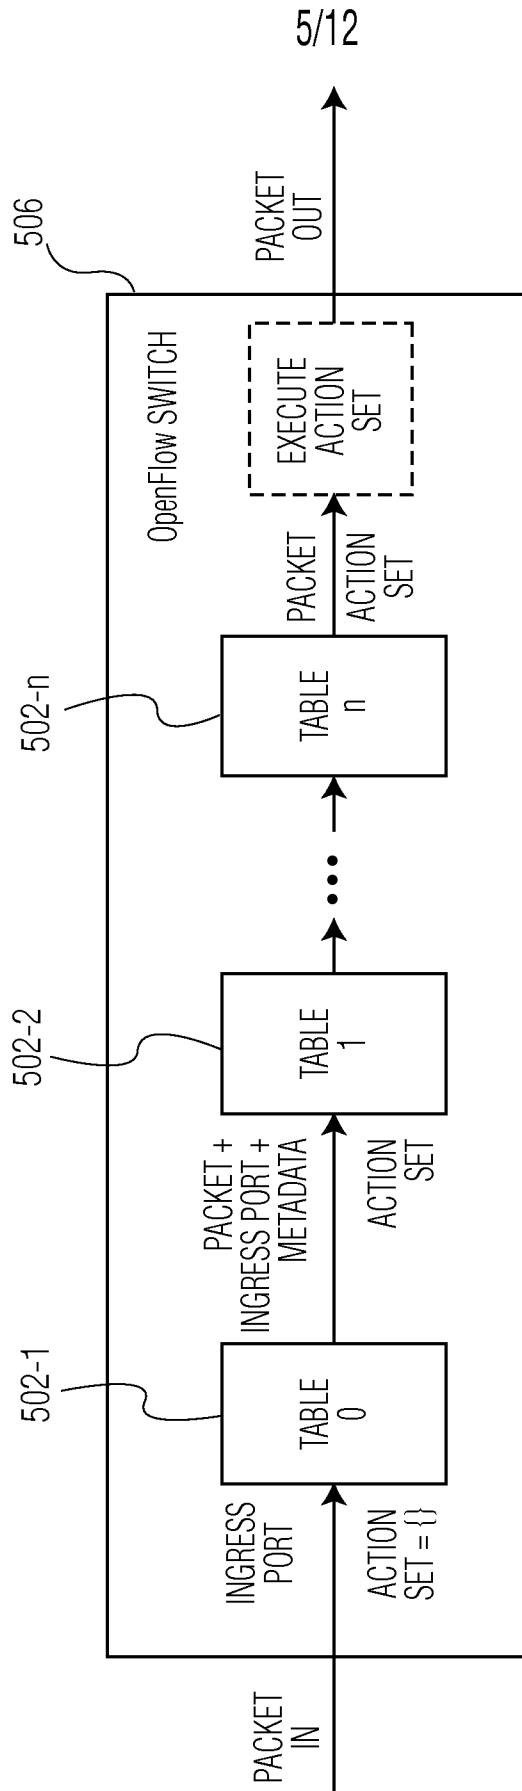 5/12
506
OpenFlow SWITCH
502-1
502-2
502-n
PACKET
IN
INGRESS
PORT
ACTION
SET = {}
TABLE
0
PACKET +
INGRESS PORT +
METADATA
ACTION
SET
TABLE
1
•••
TABLE
n
PACKET
ACTION
SET
EXECUTE
ACTION
SET
PACKET
OUT